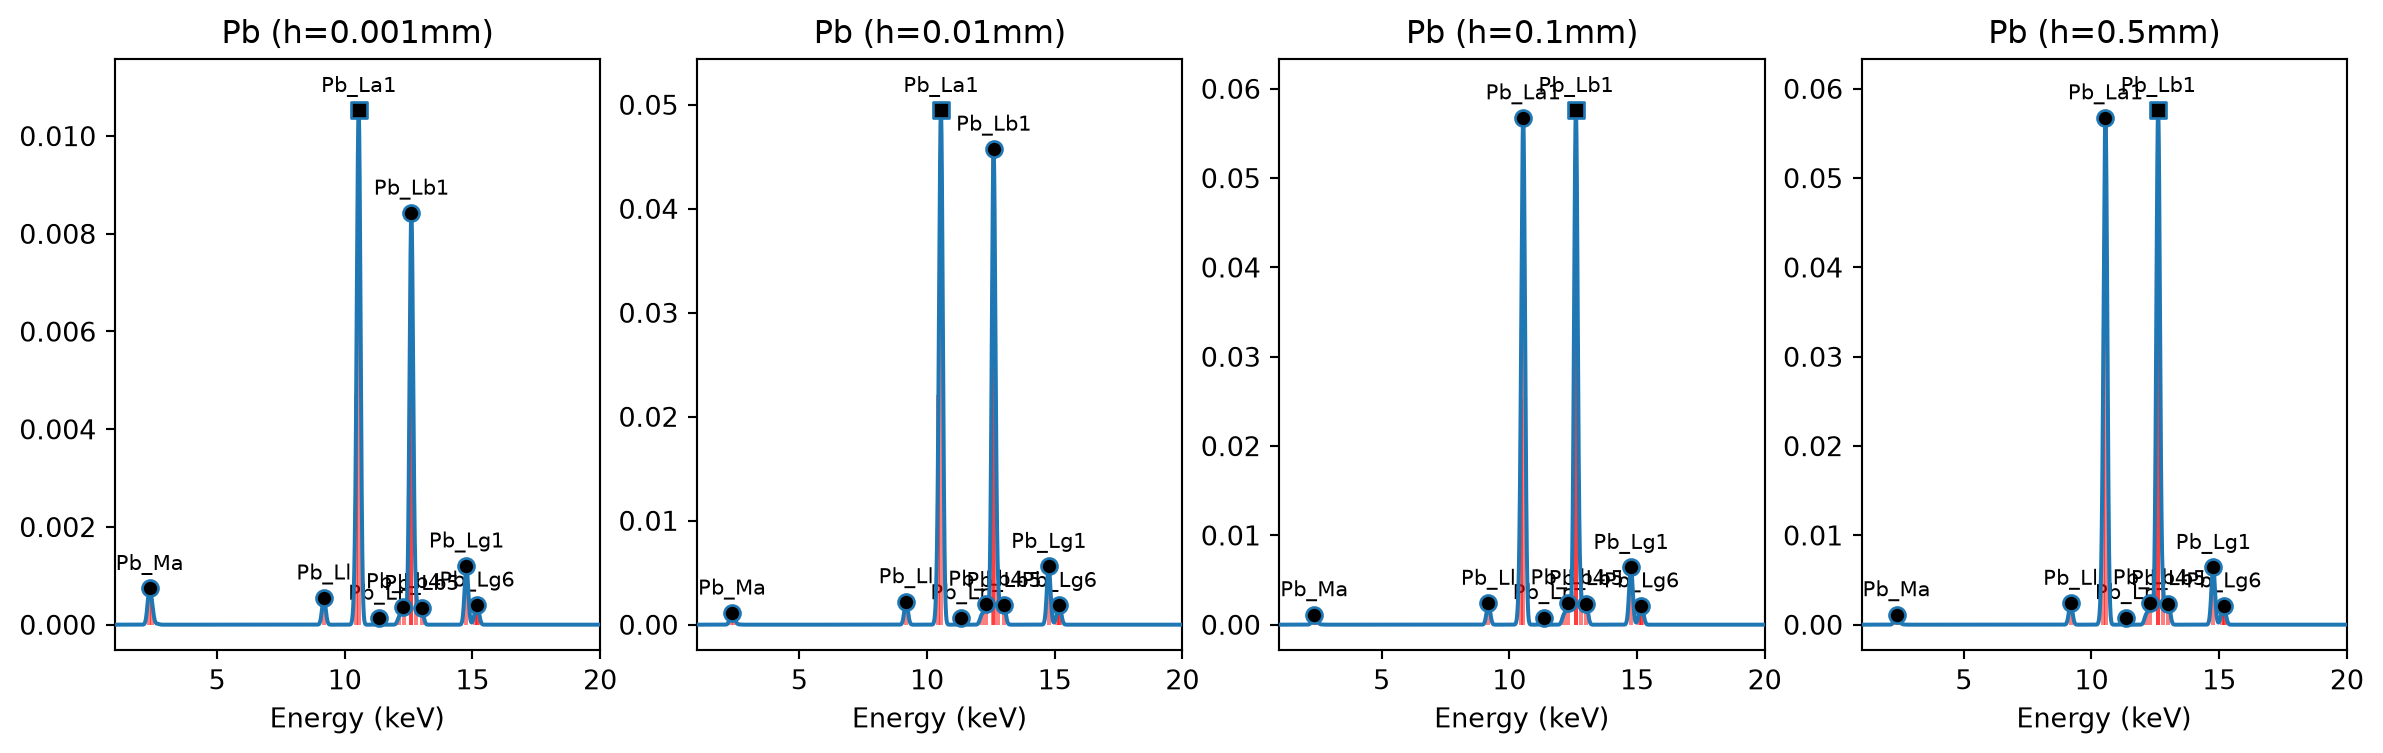 Pb (h=0.001mm)
0.010
0.008
0.006
0.004
0.002
0.000
Pb_La1
Pb_Lb1
Pb_Ma
Pb_Ll
Pb_Lg1
Pb_Lg6
5 10 15 20
Energy (keV)
Pb (h=0.01mm)
0.05
0.04
0.03
0.02
0.01
0.00
Pb_La1
Pb_Lb1
Pb_Ma
Pb_Ll
Pb_Lg1
Pb_Lg6
5 10 15 20
Energy (keV)
Pb (h=0.1mm)
0.06
0.05
0.04
0.03
0.02
0.01
0.00
Pb_La1
Pb_Lb1
Pb_Ma
Pb_Ll
Pb_Lg1
Pb_Lg6
5 10 15 20
Energy (keV)
Pb (h=0.5mm)
0.06
0.05
0.04
0.03
0.02
0.01
0.00
Pb_La1
Pb_Lb1
Pb_Ma
Pb_Ll
Pb_Lg1
Pb_Lg6
5 10 15 20
Energy (keV)